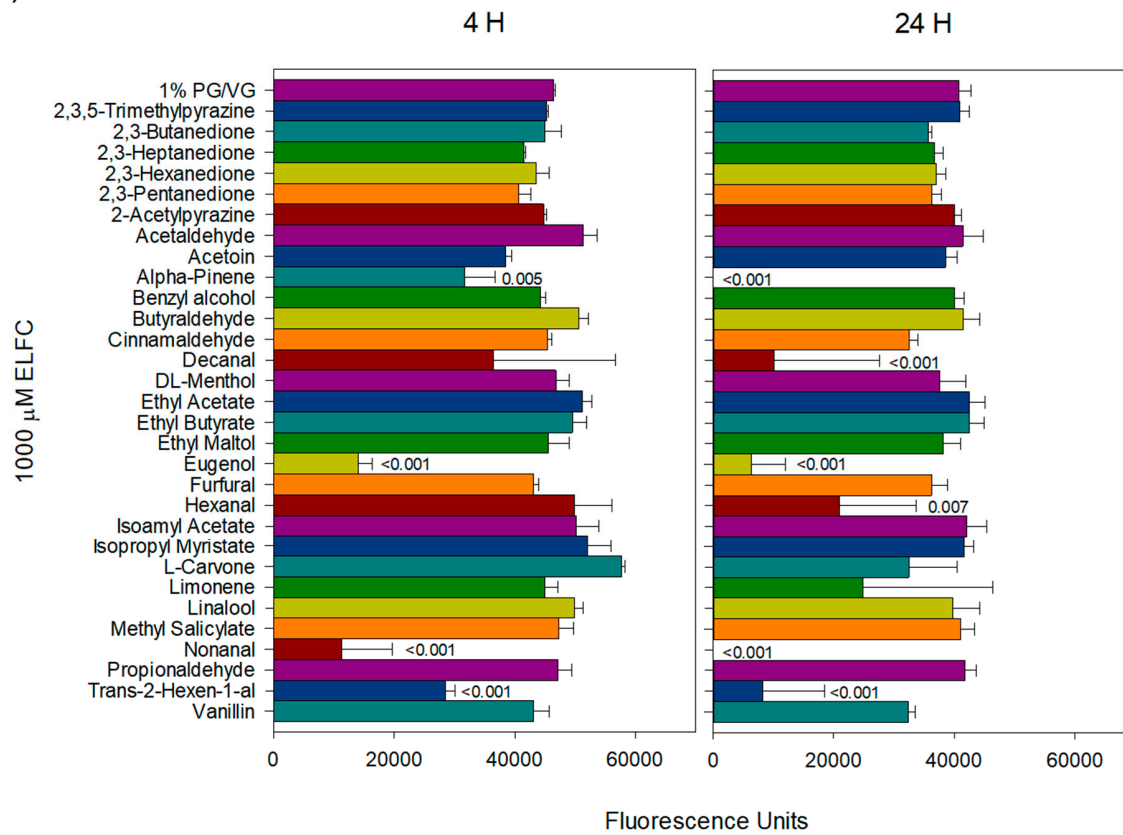 )
4 H
24 H
1000 μM ELFC
1% PG/VG
2,3,5-Trimethylpyrazine
2,3-Butanedione
2,3-Heptanedione
2,3-Hexanedione
2,3-Pentanedione
2-Acetylpyrazine
Acetaldehyde
Acetoin
Alpha-Pinene
0.005
<0.001
Benzyl alcohol
Butyraldehyde
Cinnamaldehyde
Decanal
<0.001
DL-Menthol
Ethyl Acetate
Ethyl Butyrate
Ethyl Maltol
Eugenol
<0.001
<0.001
Furfural
Hexanal
0.007
Isoamyl Acetate
Isopropyl Myristate
L-Carvone
Limonene
Linalool
Methyl Salicylate
Nonanal
<0.001
<0.001
Propionaldehyde
Trans-2-Hexen-1-al
<0.001
<0.001
Vanillin
0
20000
40000
60000
0
20000
40000
60000
Fluorescence Units